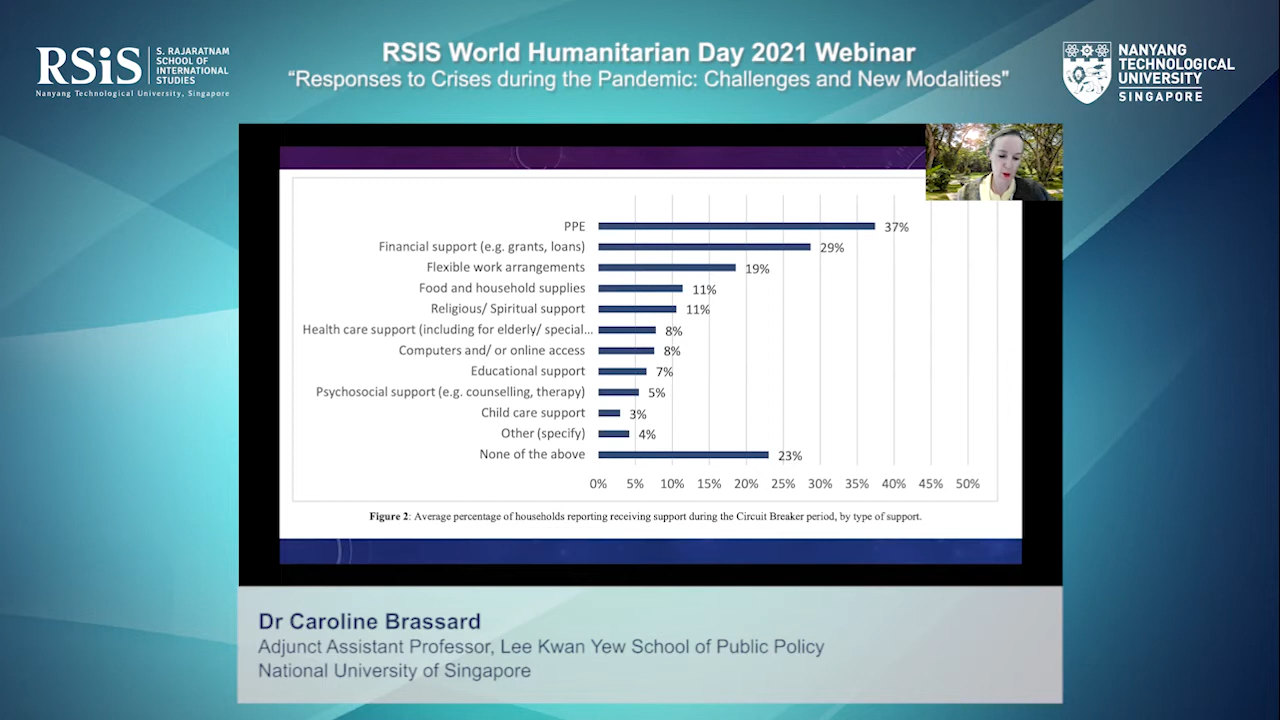 RSiS
S. RAJARATNAM
SCHOOL OF
INTERNATIONAL
STUDIES
Nanyang Technological University, Singapore
RSIS World Humanitarian Day 2021 Webinar
“Responses to Crises during the Pandemic: Challenges and New Modalities"
NANYANG
TECHNOLOGICAL
UNIVERSITY
SINGAPORE
PPE 37%
Financial support (e.g. grants, loans) 29%
Flexible work arrangements 19%
Food and household supplies 11%
Religious/ Spiritual support 11%
Health care support (including for elderly/ special... 8%
Computers and/ or online access 8%
Educational support 7%
Psychosocial support (e.g. counselling, therapy) 5%
Child care support 3%
Other (specify) 4%
None of the above 23%
0% 5% 10% 15% 20% 25% 30% 35% 40% 45% 50%
Figure 2: Average percentage of households reporting receiving support during the Circuit Breaker period, by type of support.
Dr Caroline Brassard
Adjunct Assistant Professor, Lee Kwan Yew School of Public Policy
National University of Singapore